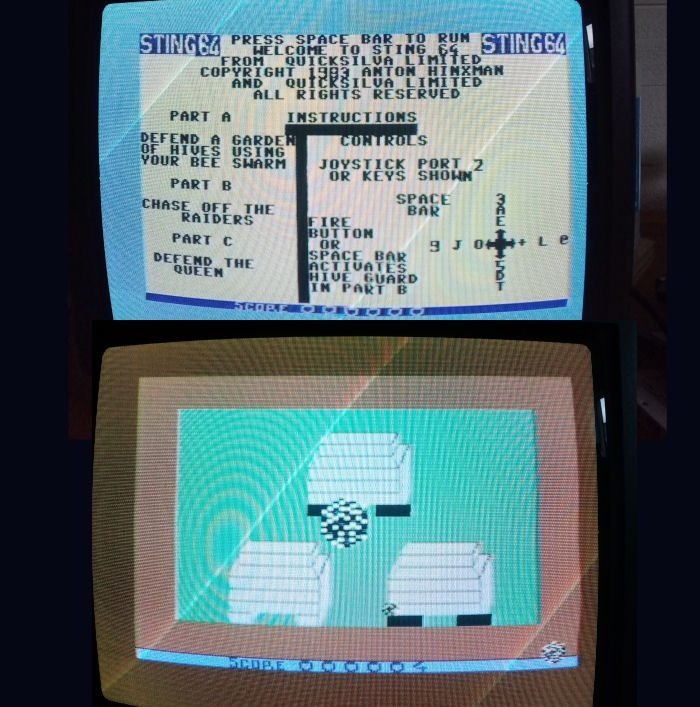 STING64 PRESS SPACE BAR TO RUN STING64
WELCOME TO STING 64
FROM QUICKSILVA LIMITED
COPYRIGHT 1983 ANTON HINXMAN
AND QUICKSILVA LIMITED
ALL RIGHTS RESERVED
PART A
DEFEND A GARDEN
OF HIVES USING
YOUR BEE SWARM
PART B
CHASE OFF THE
RAIDERS
PART C
DEFEND THE
QUEEN
INSTRUCTIONS
CONTROLS
JOYSTICK PORT 2
OR KEYS SHOWN
SPACE
BAR
FIRE
BUTTON
OR
SPACE BAR
ACTIVATES
HIVE GUARD
IN PART B
SCORE 000000
SCORE 000004